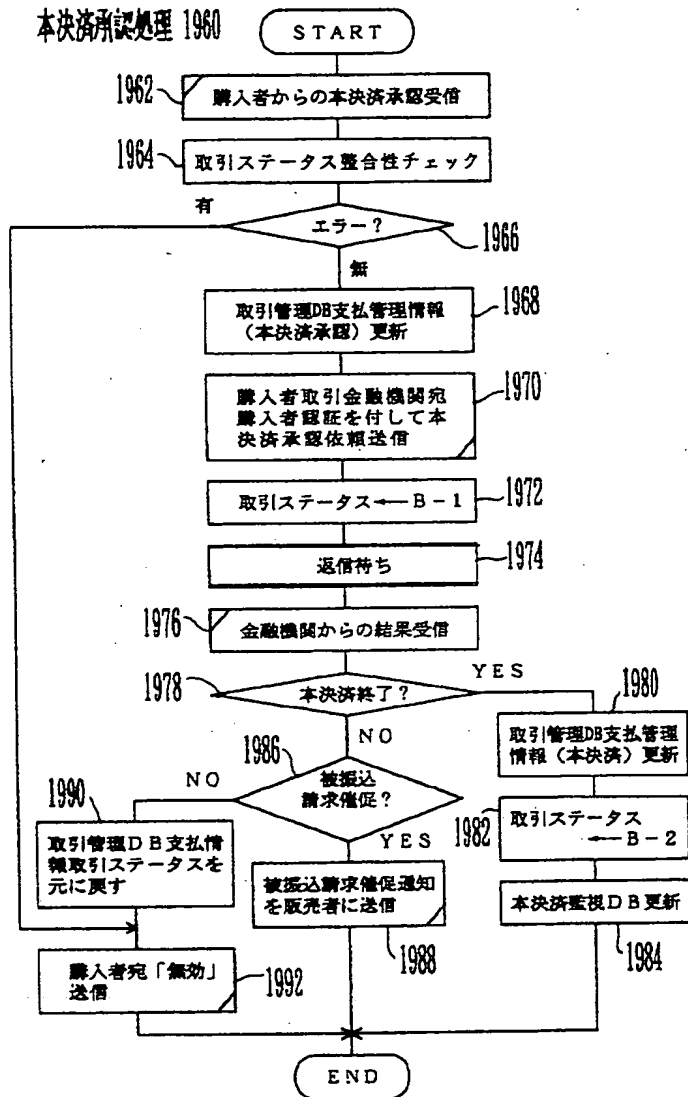 本決済承認処理 1960
START
1962
購入者からの本決済承認受信
1964
取引ステータス整合性チェック
有
エラー?
1966
無
取引管理DB支払管理情報
(本決済承認)更新
1968
購入者取引金融機関宛
購入者認証を付して本
決済承認依頼送信
1970
取引ステータス←B-1
1972
返信待ち
1974
1976
金融機関からの結果受信
1978
本決済終了?
YES
1980
NO
取引管理DB支払管理
情報(本決済)更新
1986
被振込
請求催促?
NO
YES
1990
取引管理DB支払情
報取引ステータスを
元に戻す
1982
取引ステータス
←B-2
被振込請求催促通知
を販売者に送信
1988
本決済監視DB更新
1984
購入者宛「無効」
送信
1992
END